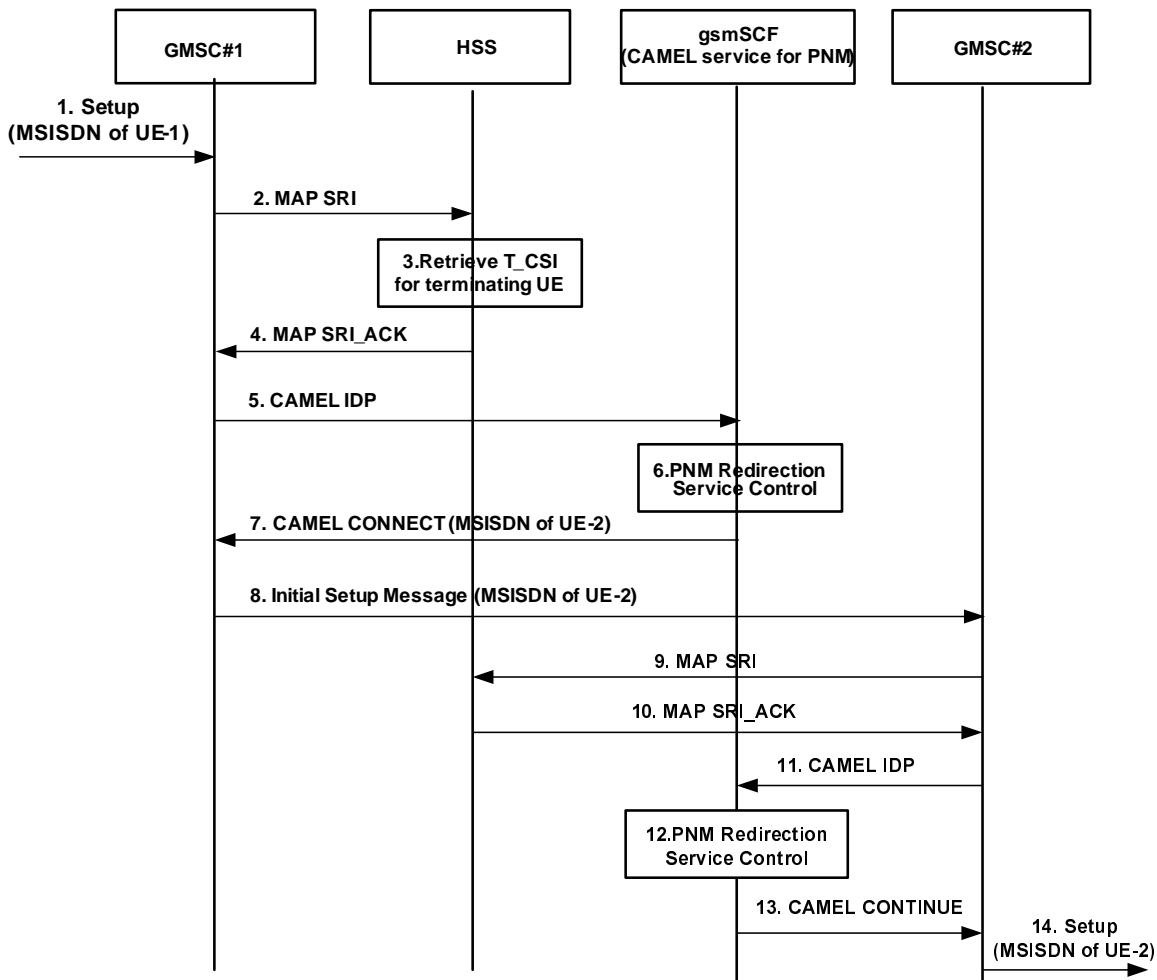 GMSC#1
HSS
gsmSCF
(CAMEL service for PNM)
GMSC#2
1. Setup
(MSISDN of UE-1)
2. MAP SRI
3.Retrieve T_CSI
for terminating UE
4. MAP SRI_ACK
5. CAMEL IDP
6.PNM Redirection
Service Control
7. CAMEL CONNECT (MSISDN of UE-2)
8. Initial Setup Message (MSISDN of UE-2)
9. MAP SRI
10. MAP SRI_ACK
11. CAMEL IDP
12.PNM Redirection
Service Control
13. CAMEL CONTINUE
14. Setup
(MSISDN of UE-2)